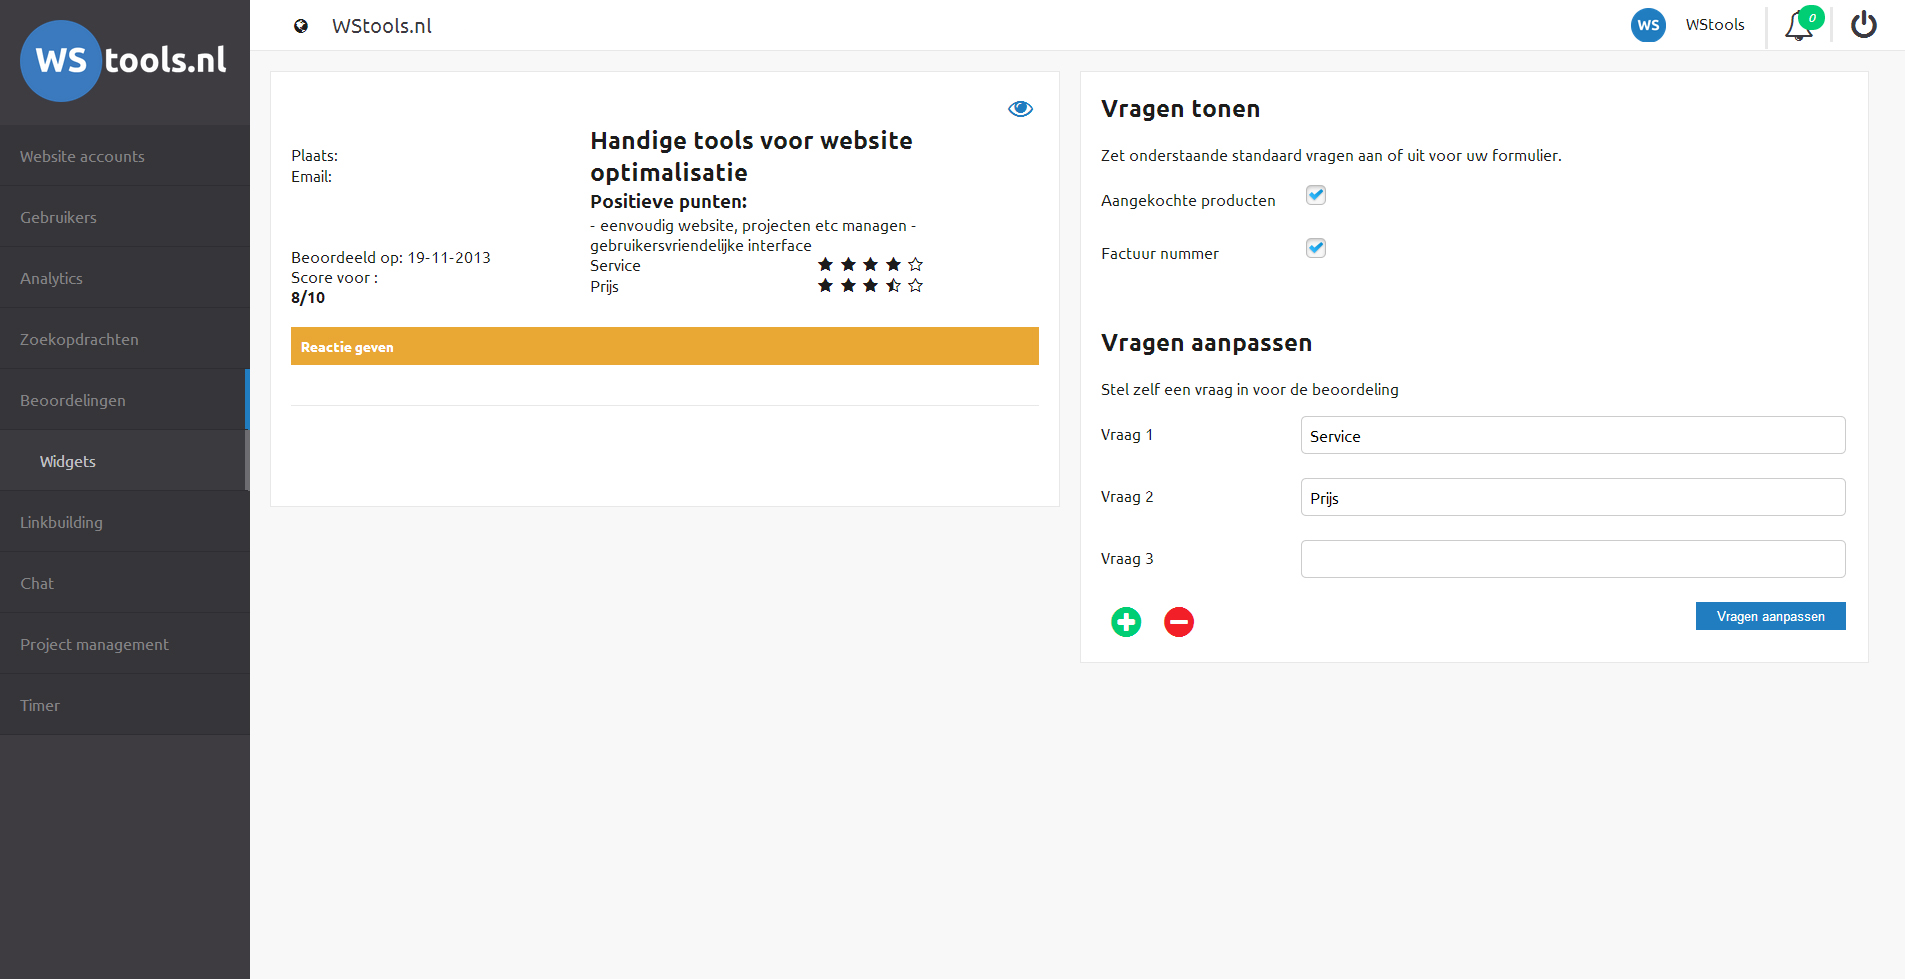 WStools.nl
Website accounts
Gebruikers
Analytics
Zoekopdrachten
Beoordelingen
Widgets
Linkbuilding
Chat
Project management
Timer
WStools.nl
WS
WStools
0
Plaats:
Email:
Beoordeeld op: 19-11-2013
Score voor :
8/10
Handige tools voor website
optimalisatie
Positieve punten:
- eenvoudig website, projecten etc managen -
gebruikersvriendelijke interface
Service
Prijs
Reactie geven
Vragen tonen
Zet onderstaande standaard vragen aan of uit voor uw formulier.
Aangekochte producten
Factuur nummer
Vragen aanpassen
Stel zelf een vraag in voor de beoordeling
Vraag 1 Service
Vraag 2 Prijs
Vraag 3
Vragen aanpassen